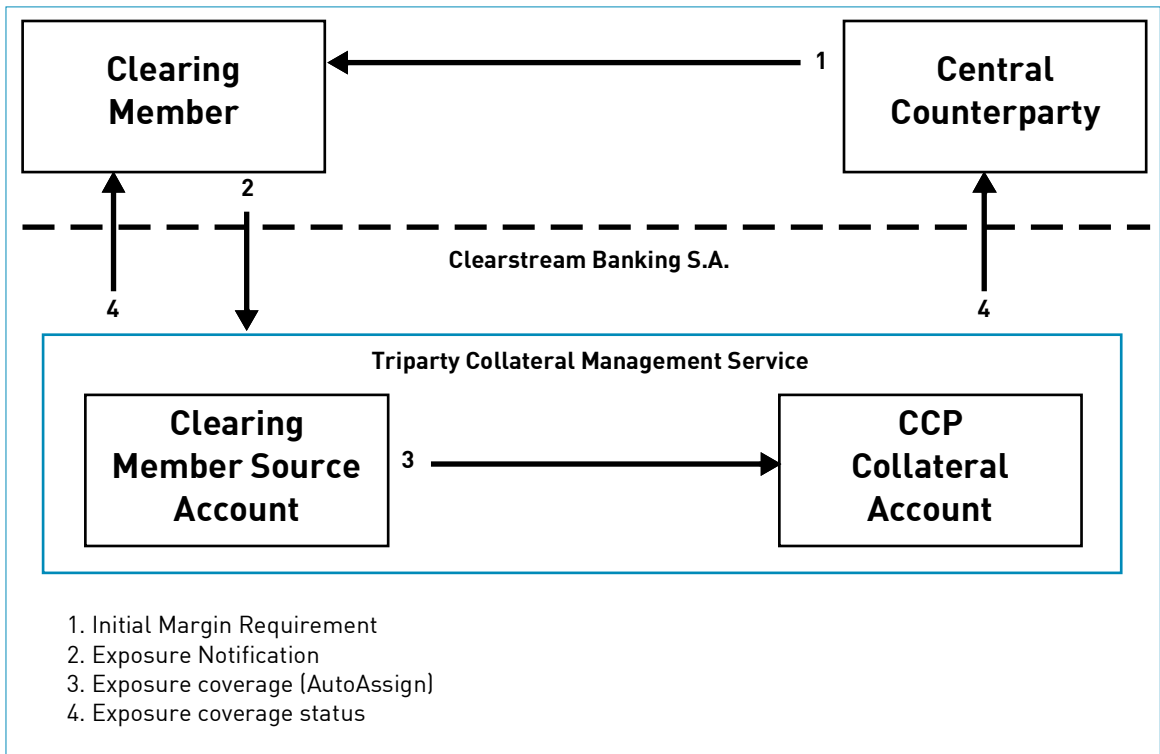 Clearing
Member
1
Central
Counterparty
2
Clearstream Banking S.A.
4
4
Triparty Collateral Management Service
Clearing
Member Source
Account
3
CCP
Collateral
Account
1. Initial Margin Requirement
2. Exposure Notification
3. Exposure coverage (AutoAssign)
4. Exposure coverage status